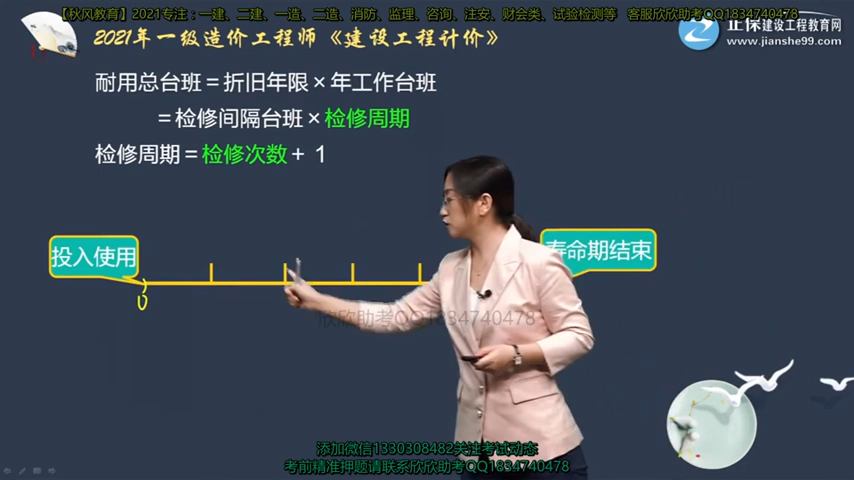 【秋风教育】2021专注：一建、二建、一造、二造、消防、监理、咨询、注安、财会类、试验检测等 客服欣欣助考QQ1834740478
2021年一级造价工程师《建设工程计价》
正保建设工程教育网
www.jianshe99.com
耐用总台班＝折旧年限×年工作台班
＝检修间隔台班×检修周期
检修周期＝检修次数＋1
投入使用
寿命期结束
0
欣欣助考QQ1834740478
添加微信1330308482关注考试动态
考前精准押题请联系欣欣助考QQ1834740478